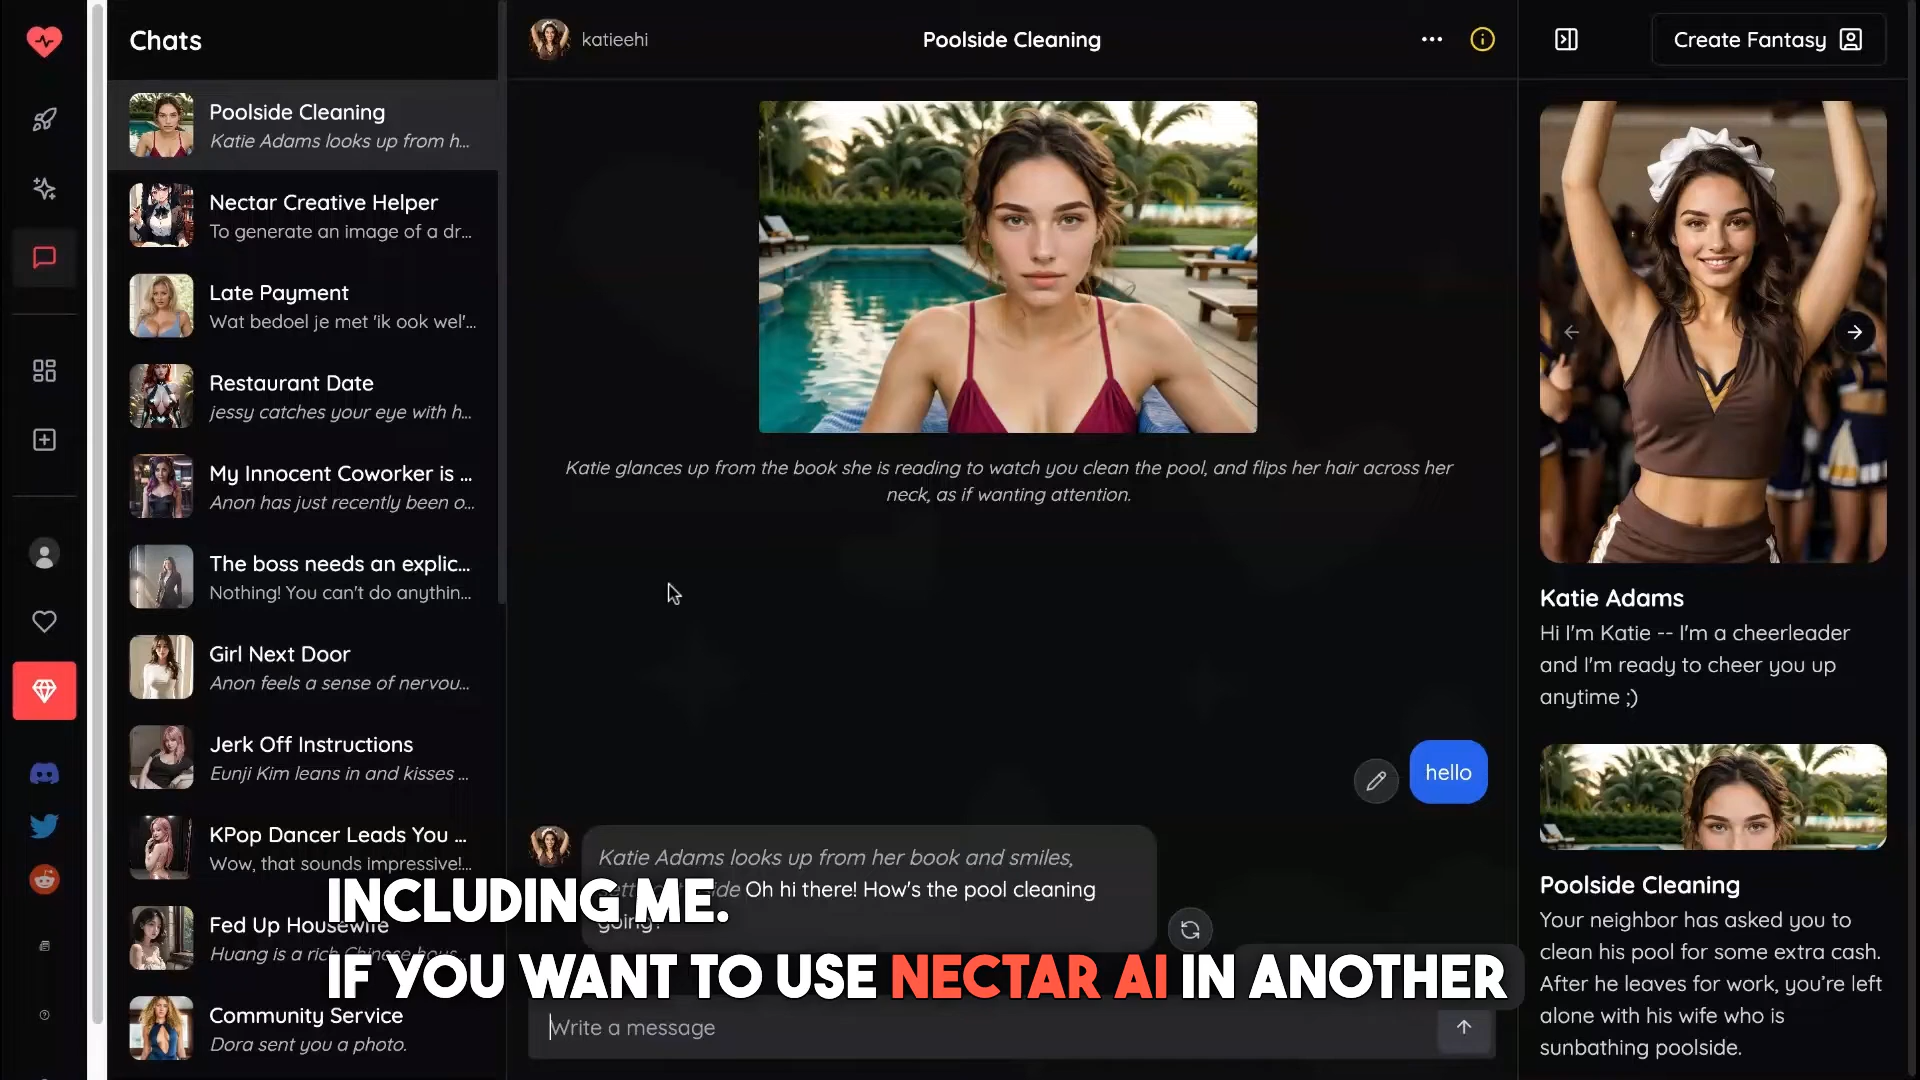 Chats
Poolside Cleaning
Katie Adams looks up from h...
Nectar Creative Helper
To generate an image of a dr...
Late Payment
Wat bedoel je met 'ik ook wel'...
Restaurant Date
jessy catches your eye with h...
My Innocent Coworker is ...
Anon has just recently been o...
The boss needs an explic...
Nothing! You can't do anythin...
Girl Next Door
Anon feels a sense of nervou...
Jerk Off Instructions
Eunji Kim leans in and kisses ...
KPop Dancer Leads You ...
Wow, that sounds impressive!...
Fed Up Housewife
Huang is a rich Chinese hous...
Community Service
Dora sent you a photo.
katieehi
Poolside Cleaning
Katie glances up from the book she is reading to watch you clean the pool, and flips her hair across her
neck, as if wanting attention.
hello
Katie Adams looks up from her book and smiles,
Oh hi there! How's the pool cleaning
going?
INCLUDING ME.
IF YOU WANT TO USE NECTAR AI IN ANOTHER
Write a message
Create Fantasy
Katie Adams
Hi I'm Katie -- I'm a cheerleader
and I'm ready to cheer you up
anytime ;)
Poolside Cleaning
Your neighbor has asked you to
clean his pool for some extra cash.
After he leaves for work, you're left
alone with his wife who is
sunbathing poolside.